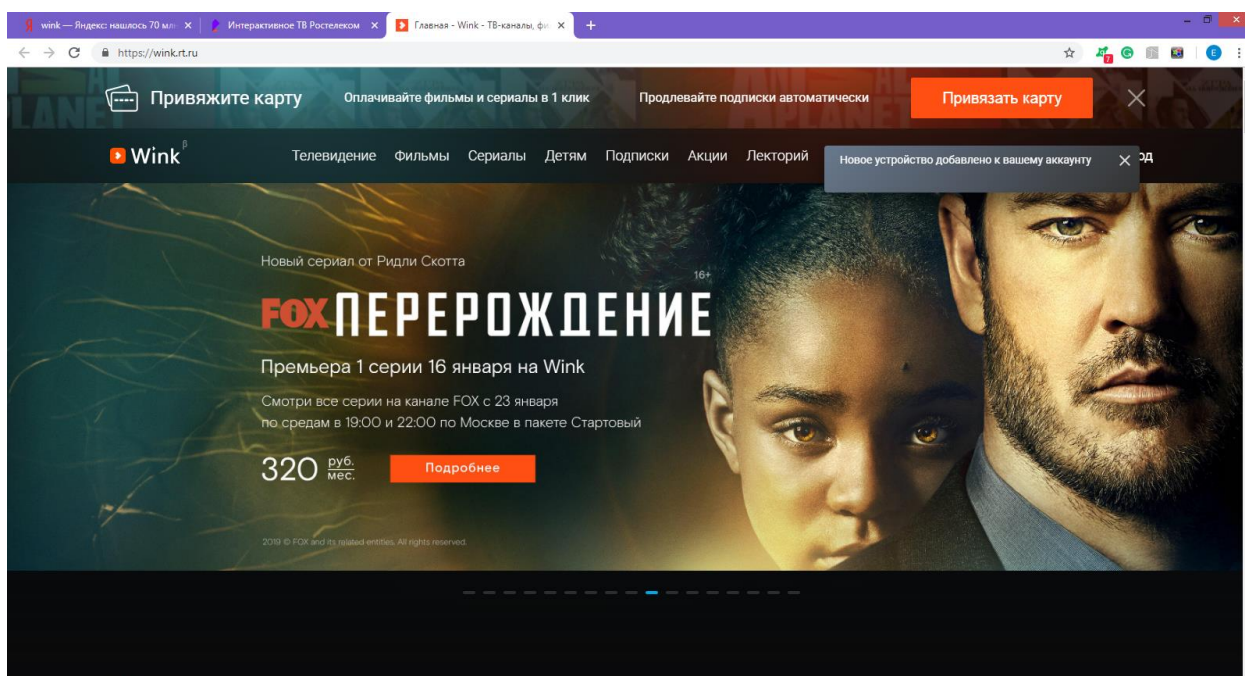 wink — Яндекс: нашлось 70 мл
Интерактивное ТВ Ростелеком
Главная - Wink - ТВ-каналы, фи
https://wink.rt.ru
7
E
Привяжите карту
Оплачивайте фильмы и сериалы в 1 клик
Продлевайте подписки автоматически
Привязать карту
Wink β
Телевидение Фильмы Сериалы Детям Подписки Акции Лекторий
Новое устройство добавлено к вашему аккаунту
од
Новый сериал от Ридли Скотта
16+
FOX ПЕРЕРОЖДЕНИЕ
Премьера 1 серии 16 января на Wink
Смотри все серии на канале FOX с 23 января
по средам в 19:00 и 22:00 по Москве в пакете Стартовый
320 руб. мес.
Подробнее
2019 © FOX and its related entities. All rights reserved.